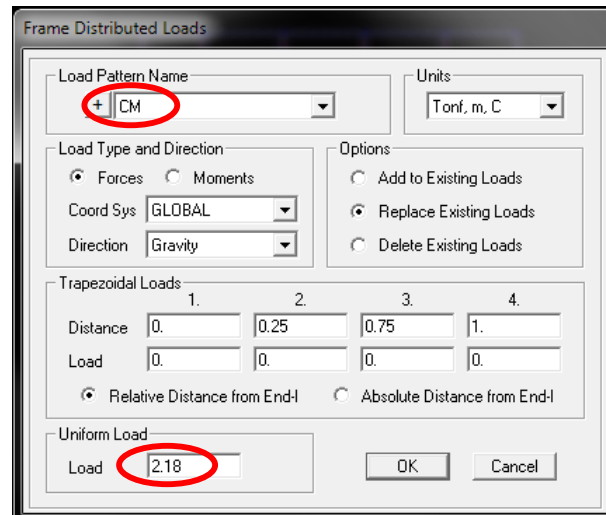 Frame Distributed Loads
Load Pattern Name
+ CM
Units
Tonf, m, C
Load Type and Direction
Forces Moments
Coord Sys GLOBAL
Direction Gravity
Options
Add to Existing Loads
Replace Existing Loads
Delete Existing Loads
Trapezoidal Loads
1. 2. 3. 4.
Distance 0. 0.25 0.75 1.
Load 0. 0. 0. 0.
Relative Distance from End-I Absolute Distance from End-I
Uniform Load
Load 2.18
OK Cancel